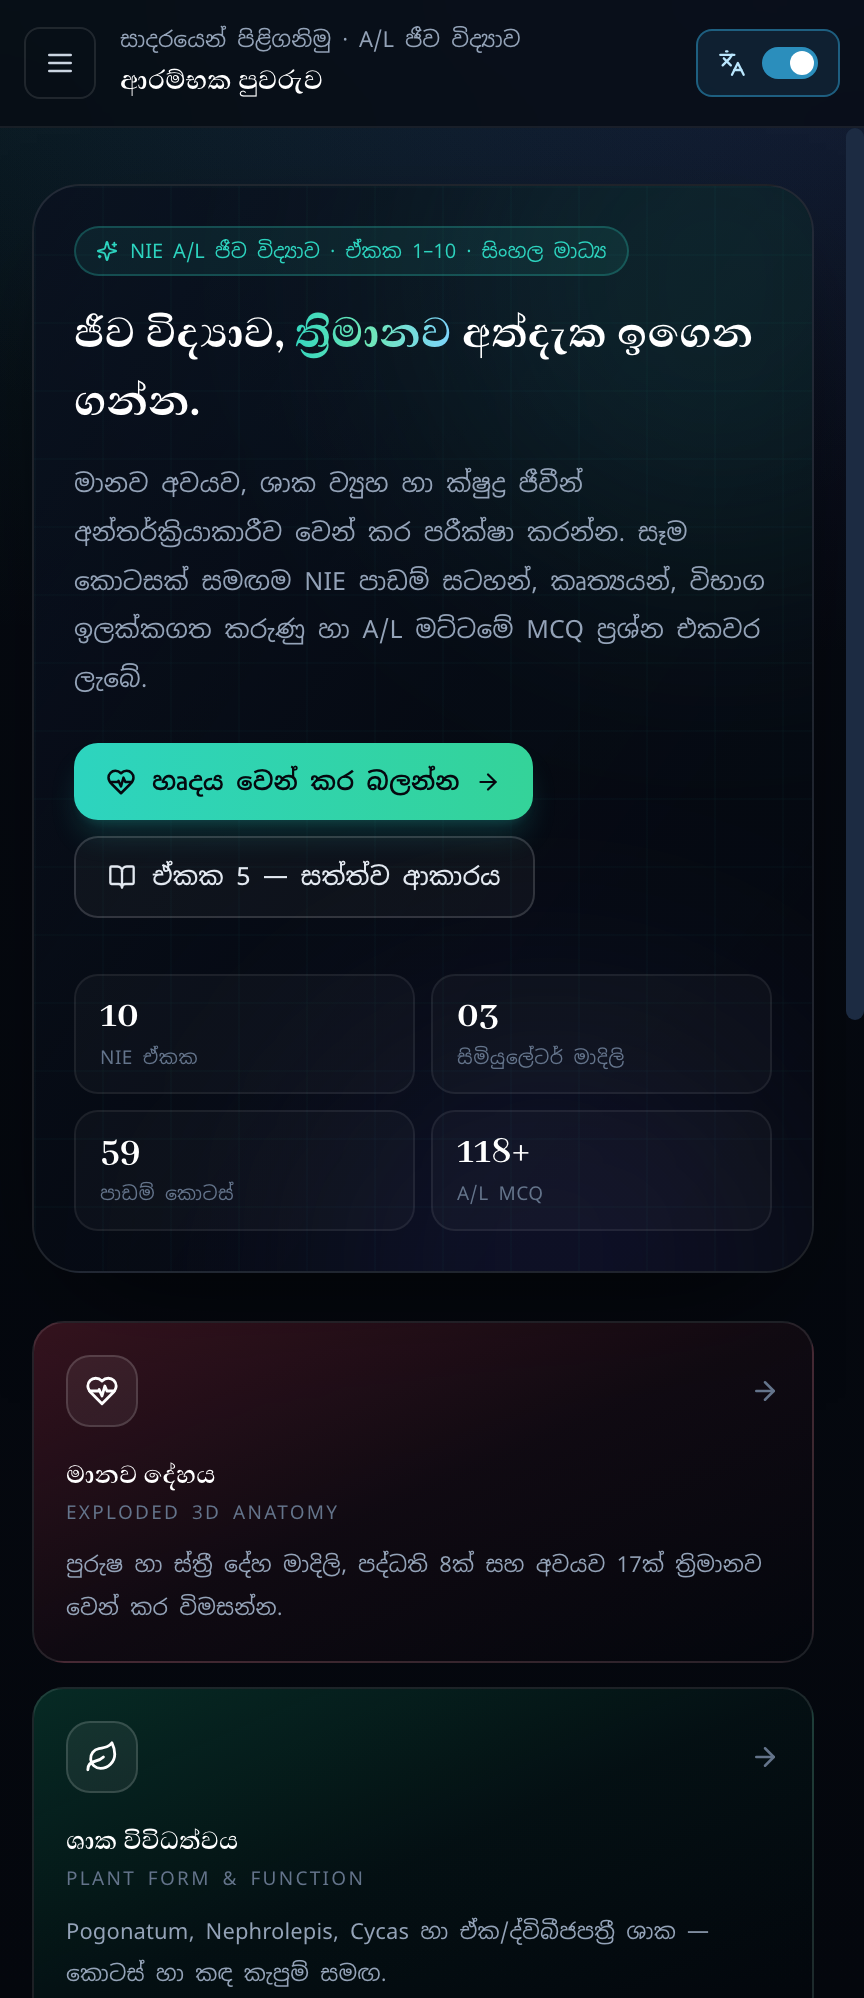 සාදරයෙන් පිළිගනිමු · A/L ජීව විද්‍යාව
ආරම්භක පුවරුව
NIE A/L ජීව විද්‍යාව · ඒකක 1–10 · සිංහල මාධ්‍ය
ජීව විද්‍යාව, ත්‍රිමානව අත්දැක ඉගෙන
ගන්න.
මානව අවයව, ශාක ව්‍යුහ හා ක්ෂුද්‍ර ජීවීන්
අන්තර්ක්‍රියාකාරීව වෙන් කර පරීක්ෂා කරන්න. සෑම
කොටසක් සමඟම NIE පාඩම් සටහන්, කෘත්‍යයන්, විභාග
ඉලක්කගත කරුණු හා A/L මට්ටමේ MCQ ප්‍රශ්න එකවර
ලැබේ.
හෘදය වෙන් කර බලන්න →
ඒකක 5 — සත්ත්ව ආකාරය
10
NIE ඒකක
03
සිමියුලේටර් මාදිලි
59
පාඩම් කොටස්
118+
A/L MCQ
මානව දේහය
EXPLODED 3D ANATOMY
පුරුෂ හා ස්ත්‍රී දේහ මාදිලි, පද්ධති 8ක් සහ අවයව 17ක් ත්‍රිමානව
වෙන් කර විමසන්න.
ශාක විවිධත්වය
PLANT FORM & FUNCTION
Pogonatum, Nephrolepis, Cycas හා ඒක/ද්විබීජපත්‍රී ශාක —
කොටස් හා කඳ කැපුම් සමඟ.